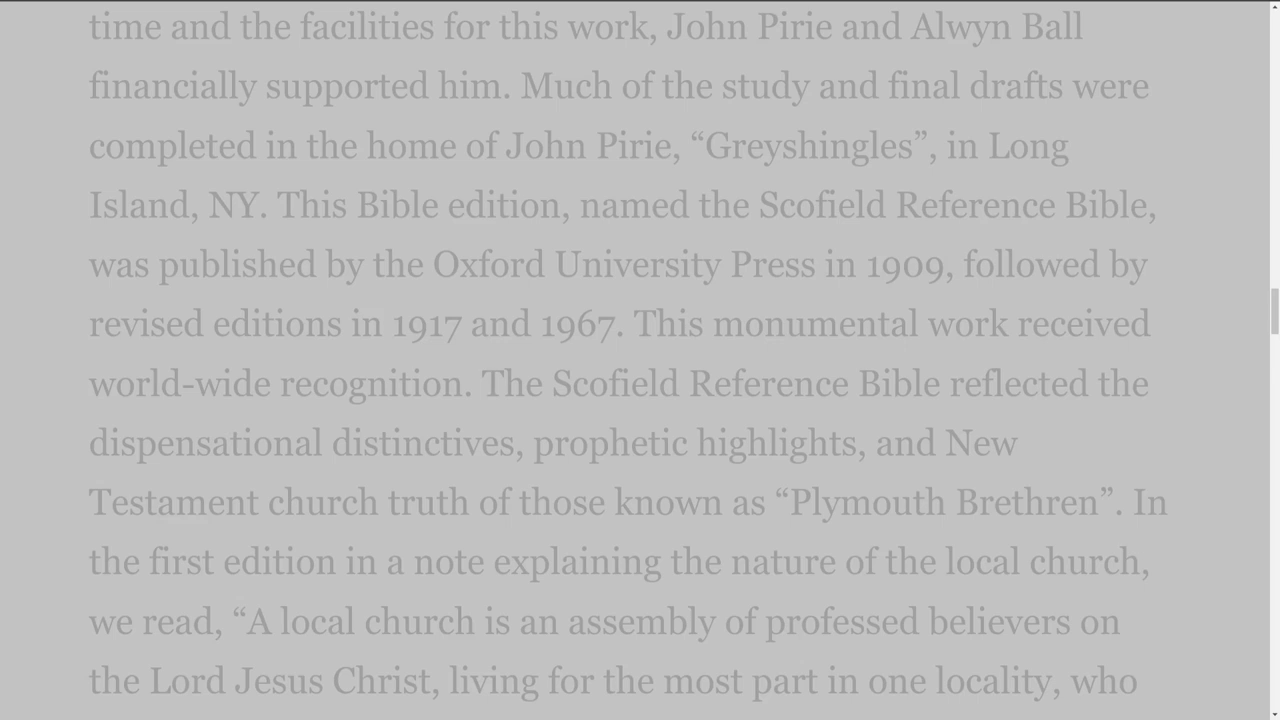 time and the facilities for this work, John Pirie and Alwyn Ball
financially supported him. Much of the study and final drafts were
completed in the home of John Pirie, “Greyshingles”, in Long
Island, NY. This Bible edition, named the Scofield Reference Bible,
was published by the Oxford University Press in 1909, followed by
revised editions in 1917 and 1967. This monumental work received
world-wide recognition. The Scofield Reference Bible reflected the
dispensational distinctives, prophetic highlights, and New
Testament church truth of those known as “Plymouth Brethren”. In
the first edition in a note explaining the nature of the local church,
we read, “A local church is an assembly of professed believers on
the Lord Jesus Christ, living for the most part in one locality, who